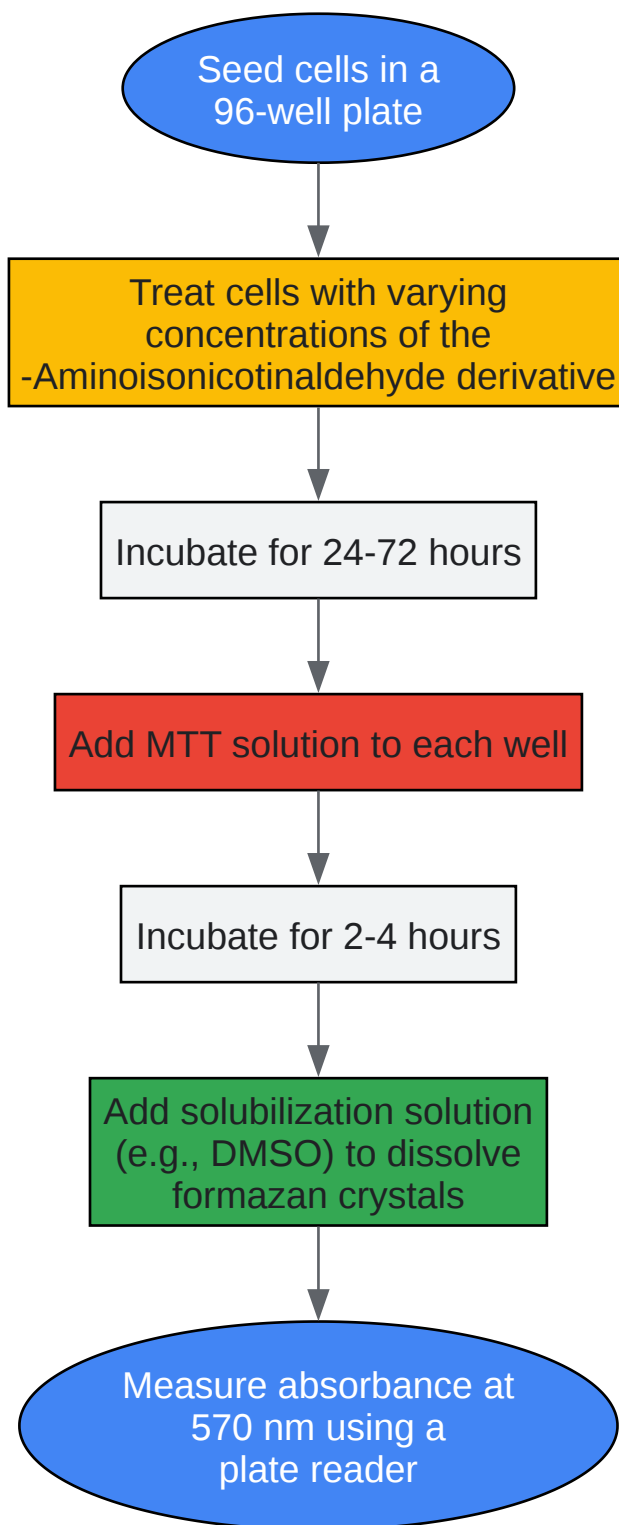 Seed cells in a
96-well plate
Treat cells with varying
concentrations of the
-Aminoisonicotinaldehyde derivative
Incubate for 24-72 hours
Add MTT solution to each well
Incubate for 2-4 hours
Add solubilization solution
(e.g., DMSO) to dissolve
formazan crystals
Measure absorbance at
570 nm using a
plate reader